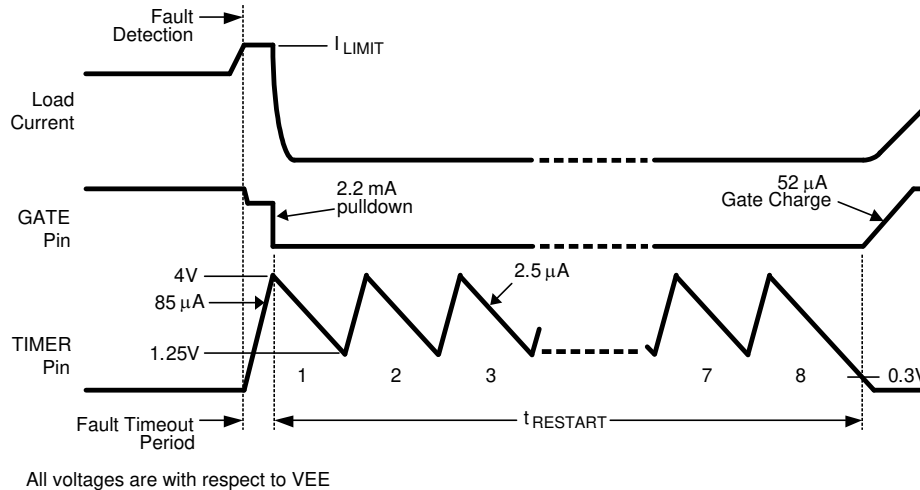 Fault
Detection
I LIMIT
Load
Current
2.2 mA
pulldown
52 μA
Gate Charge
GATE
Pin
4V
2.5 μA
85 μA
1.25V
TIMER
Pin
1
2
3
7
8
0.3V
Fault Timeout
Period
t RESTART
All voltages are with respect to VEE